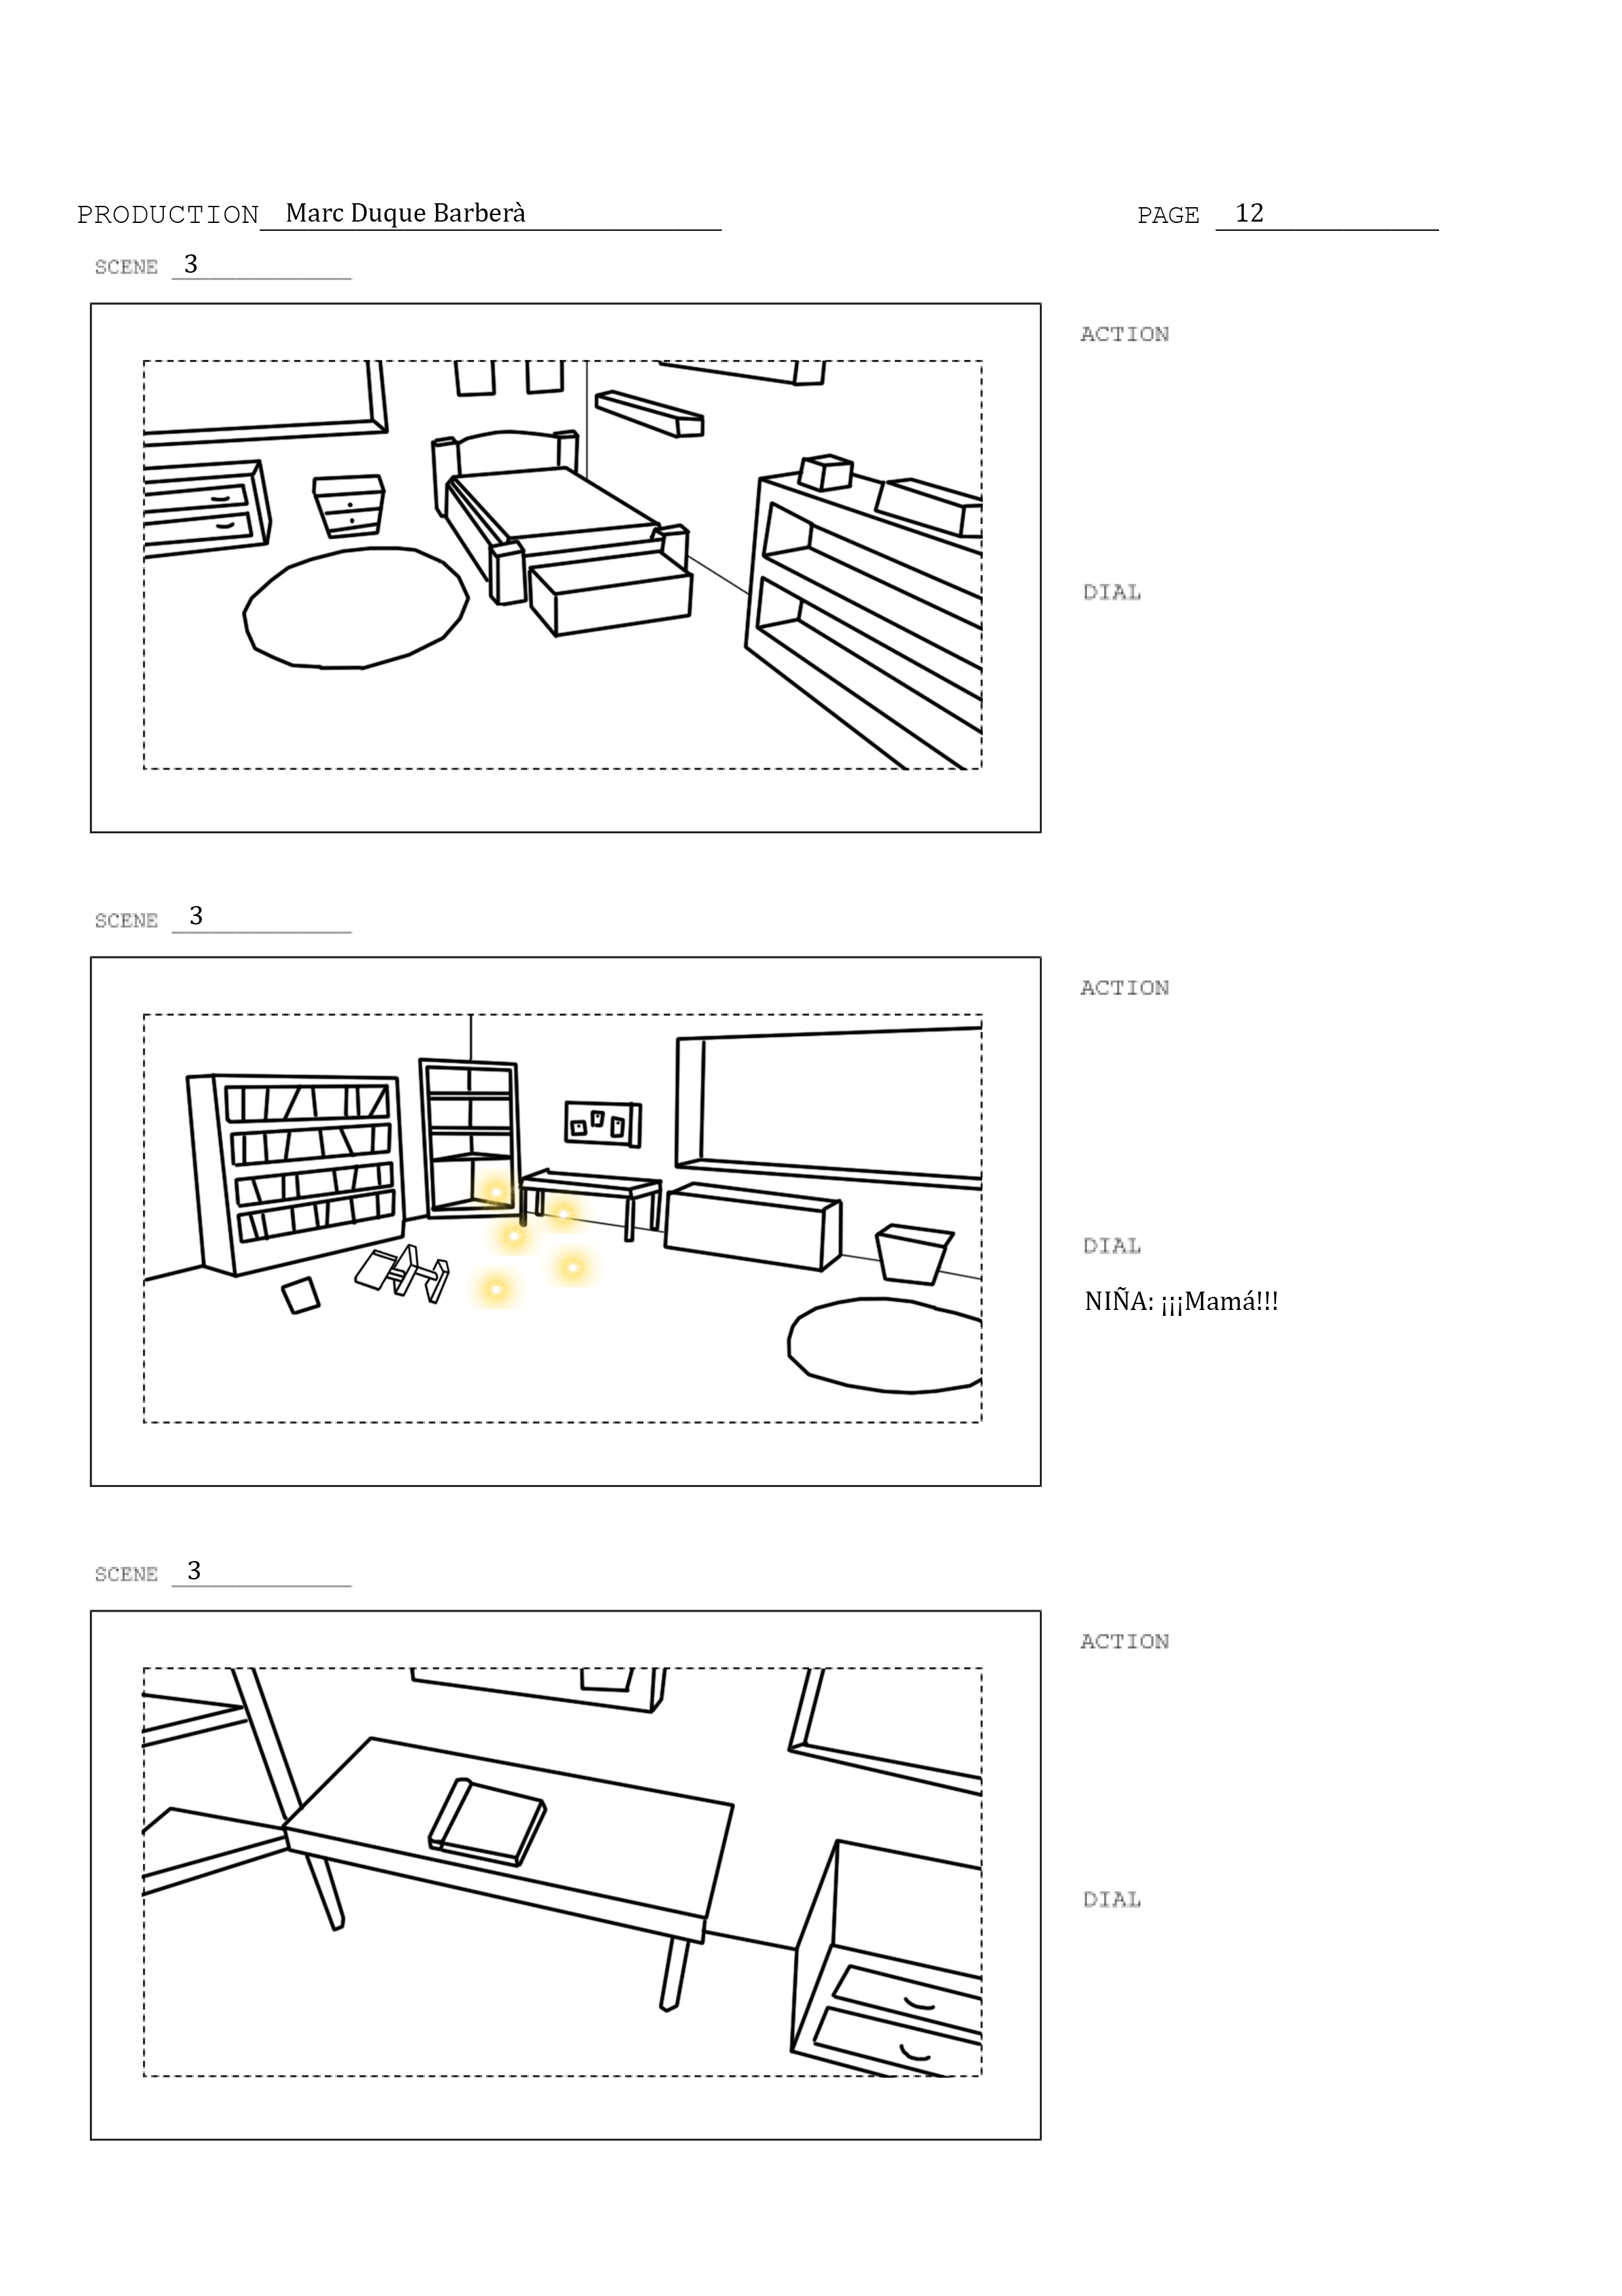 PRODUCTION Marc Duque Barberà PAGE 12
SCENE 3
ACTION
DIAL
SCENE 3
ACTION
DIAL
NIÑA: ¡¡¡Mamá!!!
SCENE 3
ACTION
DIAL